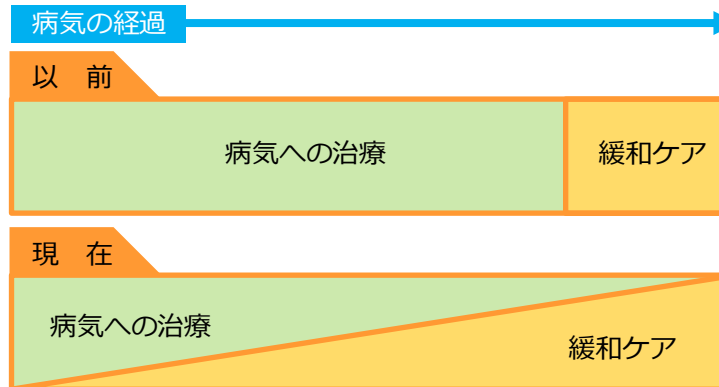 病気の経過
以　前
病気への治療
緩和ケア
現　在
病気への治療
緩和ケア